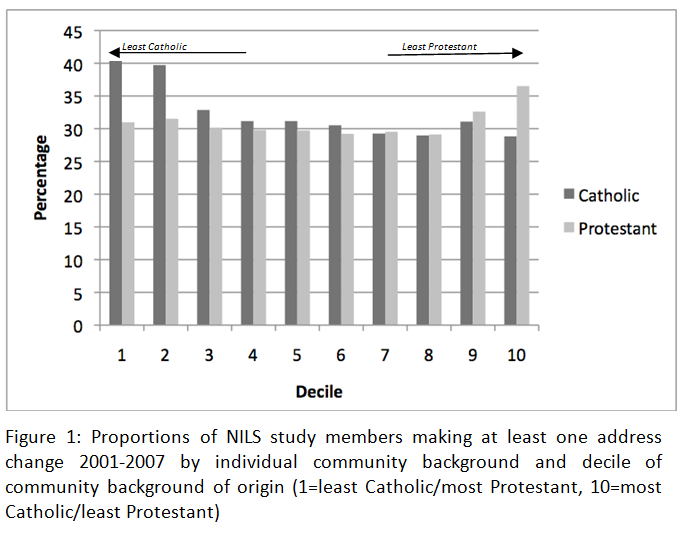 45
40
35
30
25
20
15
10
5
0
Percentage
Least Catholic
Least Protestant
1 2 3 4 5 6 7 8 9 10
Decile
Catholic
Protestant
Figure 1: Proportions of NILS study members making at least one address
change 2001-2007 by individual community background and decile of
community background of origin (1=least Catholic/most Protestant, 10=most
Catholic/least Protestant)